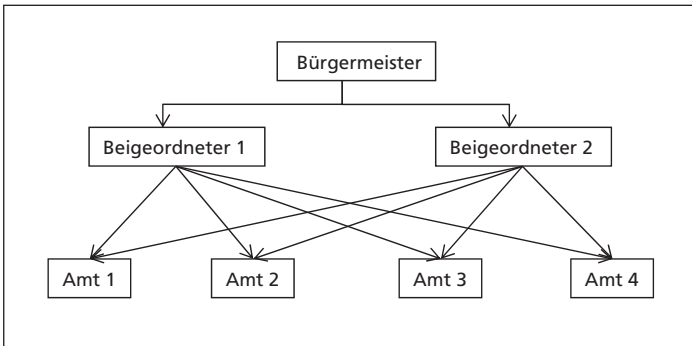 Bürgermeister
Beigeordneter 1
Beigeordneter 2
Amt 1
Amt 2
Amt 3
Amt 4